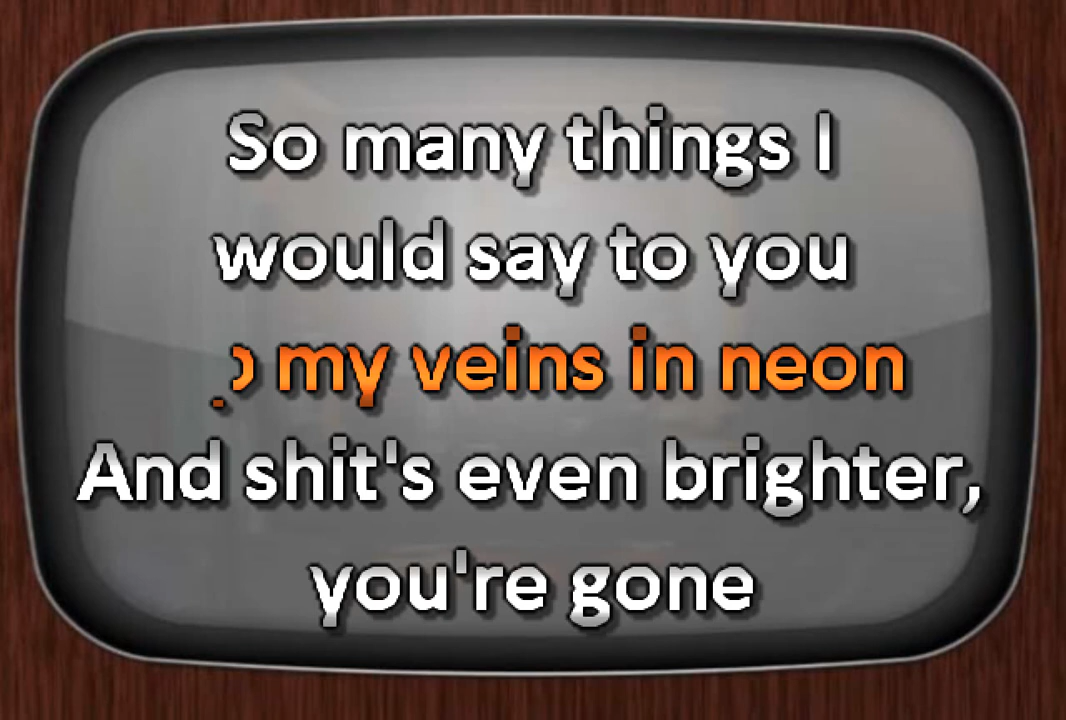 So many things I
would say to you
my veins in neon
And shit's even brighter,
you're gone